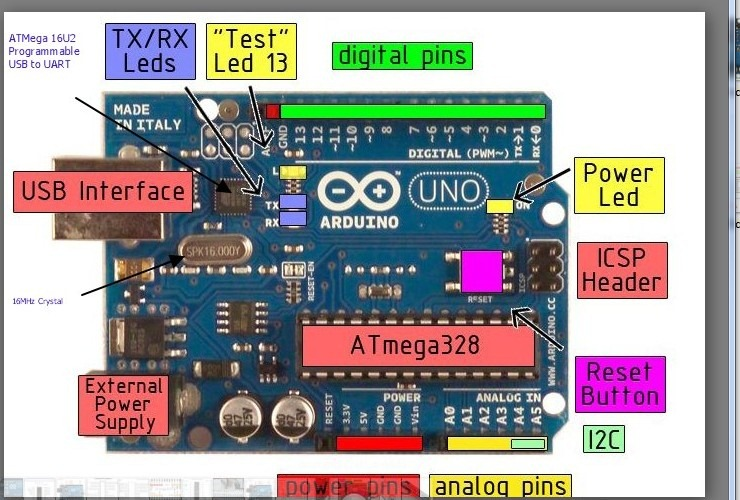 ATMega 16U2
Programmable
USB to UART
TX/RX
Leds
“Test”
Led 13
digital pins
MADE
IN ITALY
GND
13
12
~11
~10
~9
8
7
~6
~5
4
~3
2
TX→1
RX←0
DIGITAL (PWM~)
L
TX
RX
USB Interface
ARDUINO
UNO
ON
Power
Led
SPK16.000Y
16MHz Crystal
RESET-EN
RESET
ICSP
ICSP
Header
ATmega328
WWW.ARDUINO.CC
Reset
Button
External
Power
Supply
POWER
ANALOG IN
RESET
3.3V
5V
GND
GND
Vin
A0
A1
A2
A3
A4
A5
I2C
power pins
analog pins